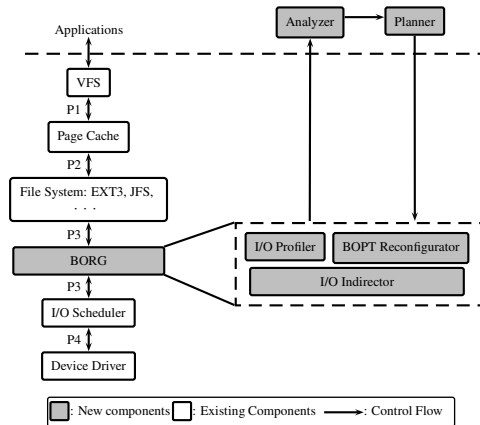 Applications
Analyzer
Planner
VFS
P1
Page Cache
P2
File System: EXT3, JFS,
. . .
P3
BORG
I/O Profiler
BOPT Reconfigurator
I/O Indirector
P3
I/O Scheduler
P4
Device Driver
: New components
: Existing Components
: Control Flow